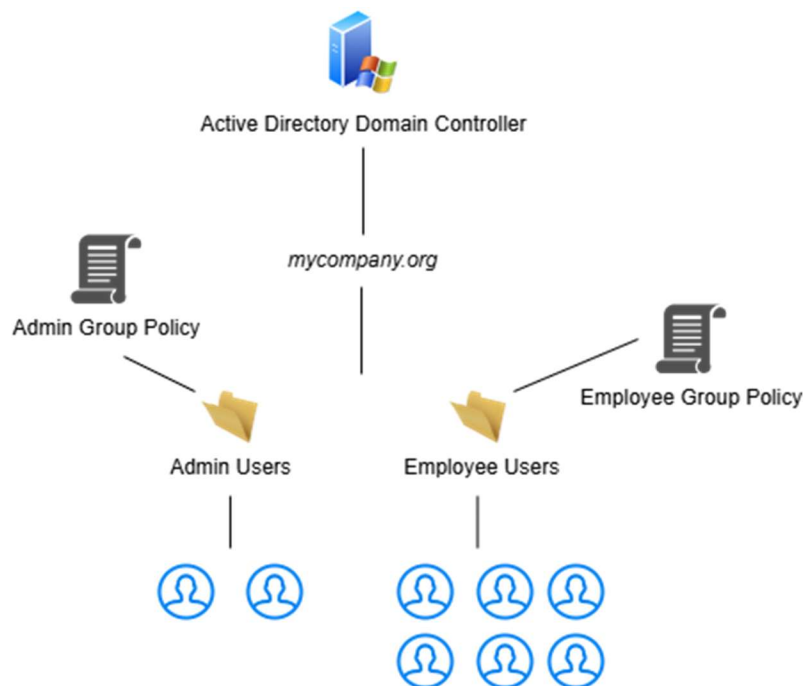 Active Directory Domain Controller
mycompany.org
Admin Group Policy
Employee Group Policy
Admin Users
Employee Users